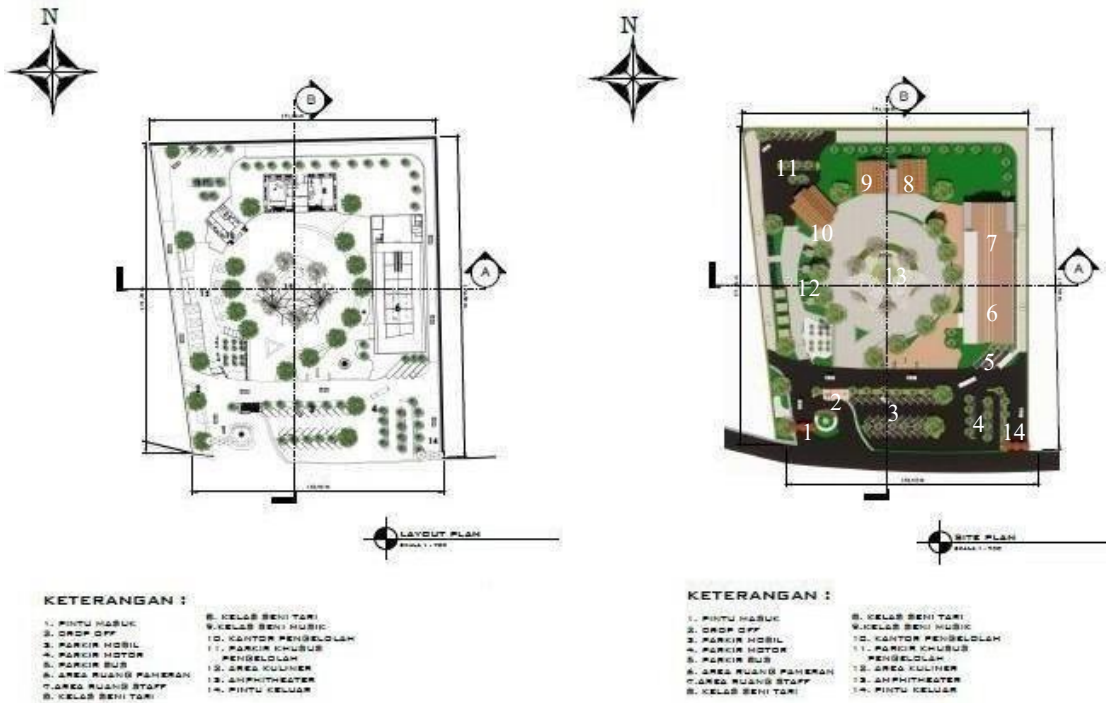 N
B
A
LAYOUT PLAN
KETERANGAN :
1. PINTU MASUK
2. DROP OFF
3. PARKIR MOBIL
4. PARKIR MOTOR
5. PARKIR BUS
6. AREA RUANG PAMERAN
7. AREA RUANG STAFF
8. KELAS SENI TARI
8. KELAS SENI TARI
9. KELAS SENI MUSIK
10. KANTOR PENGELOLAH
11. PARKIR KHUSUS
PENGELOLAH
12. AREA KULINER
13. AMPHITHEATER
14. PINTU KELUAR
N
B
A
11
9
8
10
7
13
12
6
5
2
3
4
1
14
SITE PLAN
KETERANGAN :
1. PINTU MASUK
2. DROP OFF
3. PARKIR MOBIL
4. PARKIR MOTOR
5. PARKIR BUS
6. AREA RUANG PAMERAN
7. AREA RUANG STAFF
8. KELAS SENI TARI
8. KELAS SENI TARI
9. KELAS SENI MUSIK
10. KANTOR PENGELOLAH
11. PARKIR KHUSUS
PENGELOLAH
12. AREA KULINER
13. AMPHITHEATER
14. PINTU KELUAR